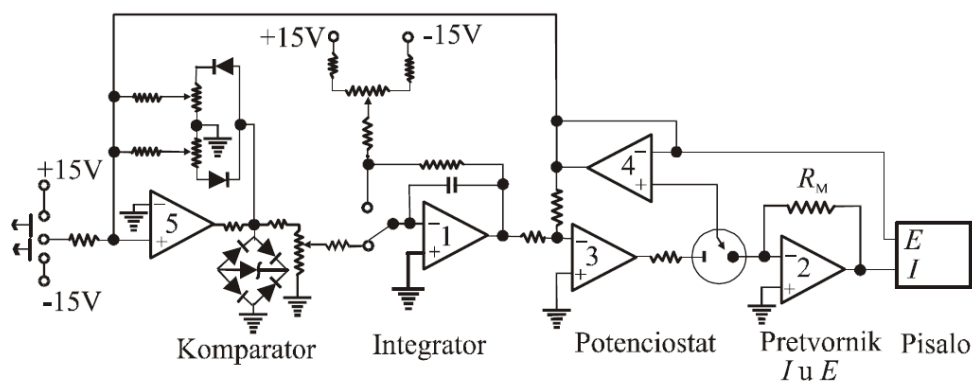 +15V
-15V
+15V
-15V
5
1
4
3
2
R_M
E
I
Komparator
Integrator
Potenciostat
Pretvornik
I u E
Pisalo